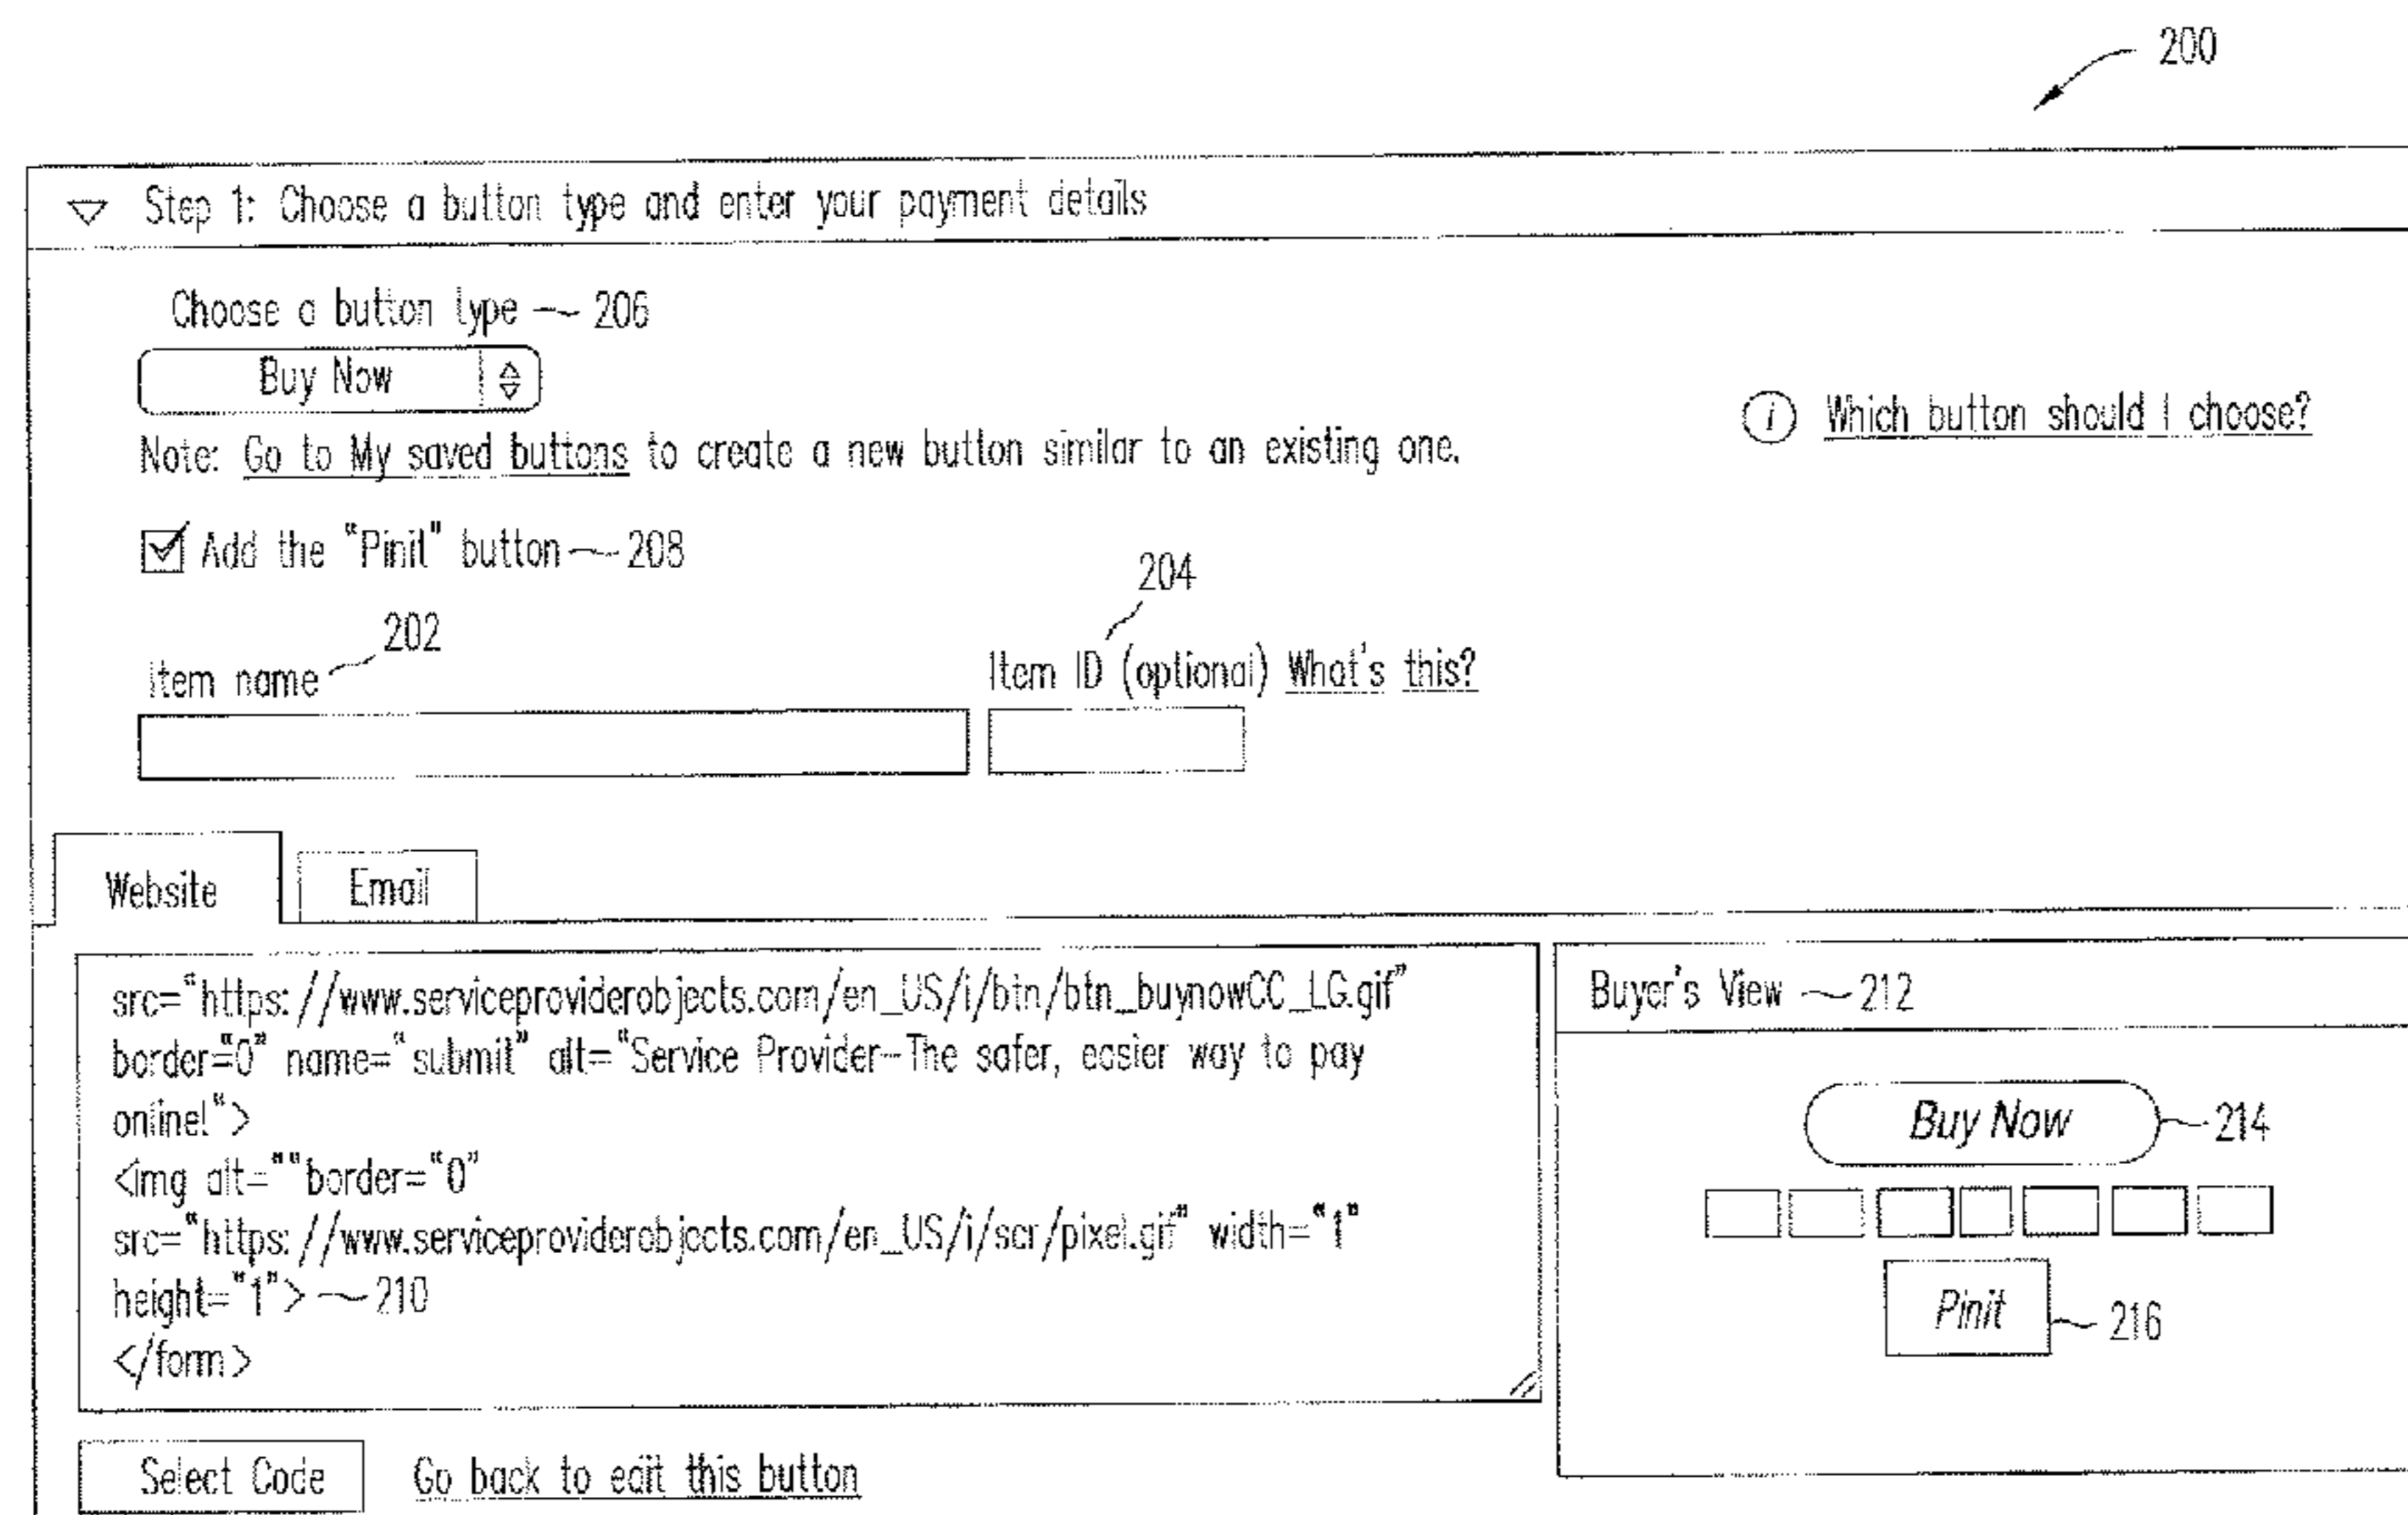 200
Step 1: Choose a button type and enter your payment details
Choose a button type 206
Buy Now
i Which button should I choose?
Note: Go to My saved buttons to create a new button similar to an existing one.
Add the "Pinit" button 208
204
202
Item name
Item ID (optional) What's this?
Website Email
src="https://www.serviceproviderobjects.com/en_US/i/btn/btn_buynowCC_LG.gif"
border="0" name="submit" alt="Service Provider-The safer, easier way to pay
online!">
<img alt=""border="0"
src="https://www.serviceproviderobjects.com/en_US/i/scr/pixel.gif" width="1"
height="1"> 210
</form>
Buyer's View 212
Buy Now 214
Pinit
216
Select Code Go back to edit this button